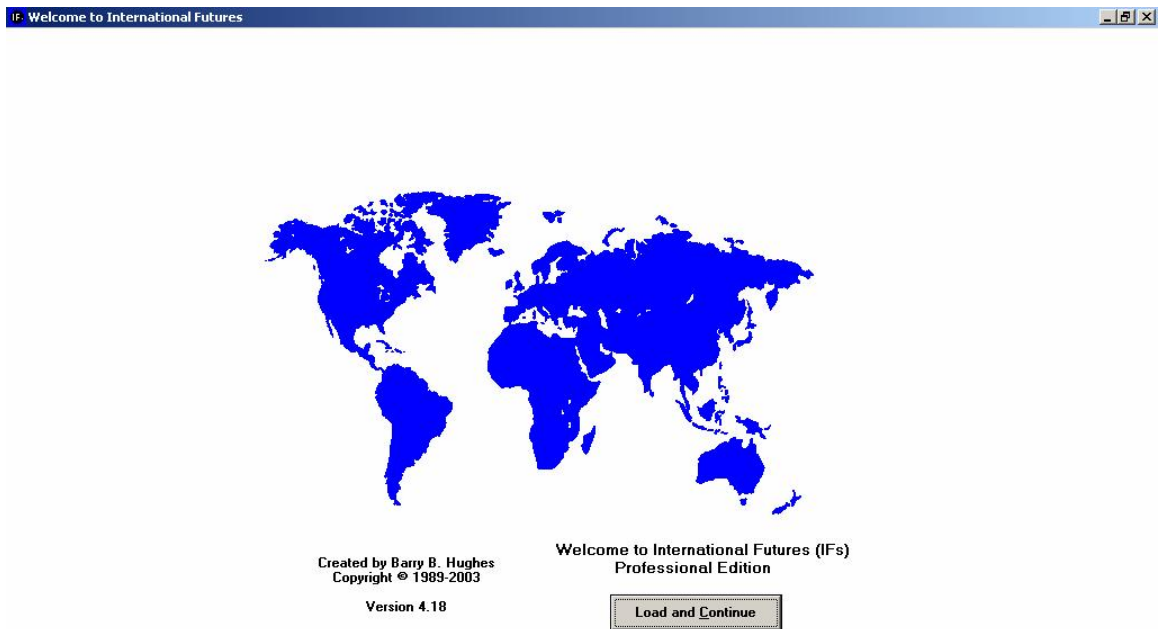 IFs Welcome to International Futures
Created by Barry B. Hughes
Copyright © 1989-2003
Version 4.18
Welcome to International Futures (IFs)
Professional Edition
Load and Continue